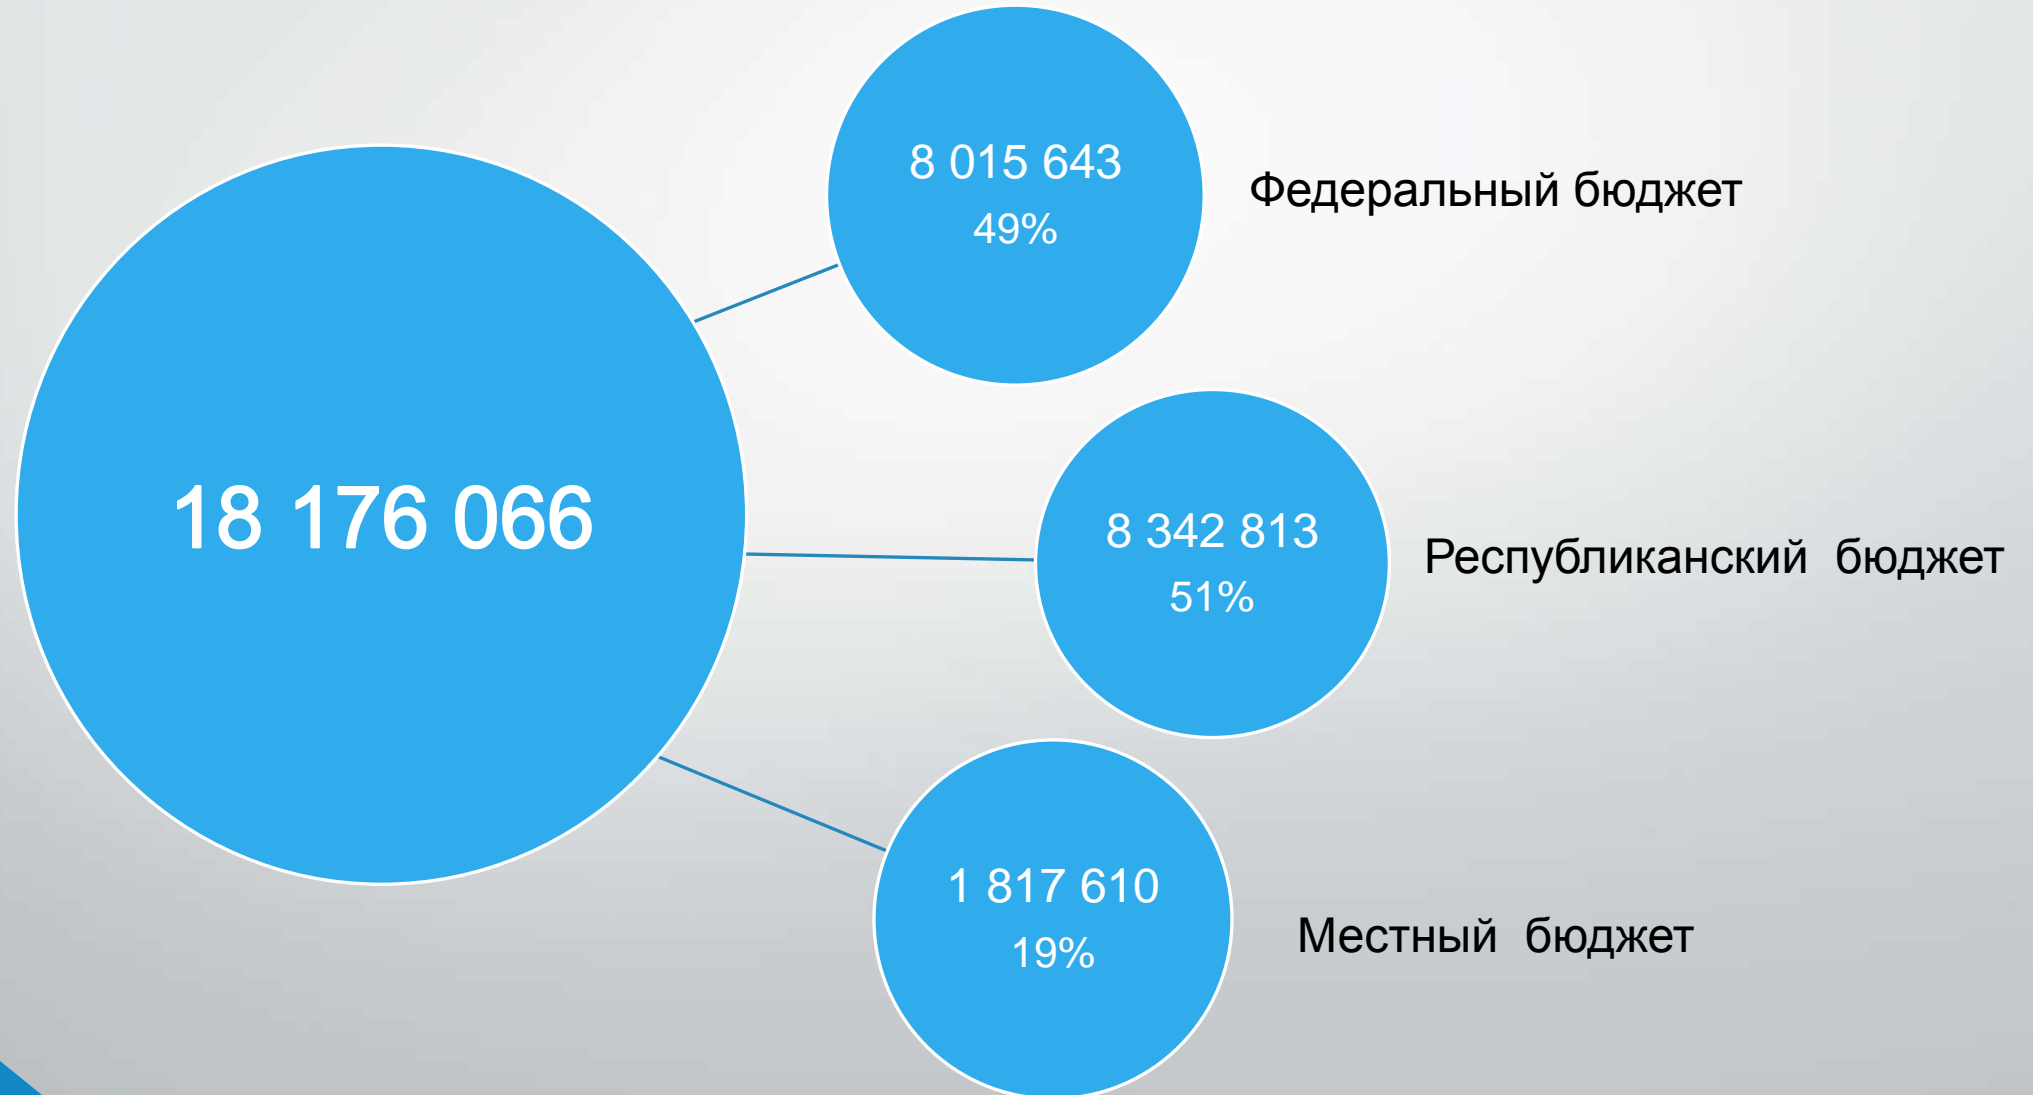 18 176 066
8 015 643
49%
Федеральный бюджет
8 342 813
51%
Республиканский бюджет
1 817 610
19%
Местный бюджет